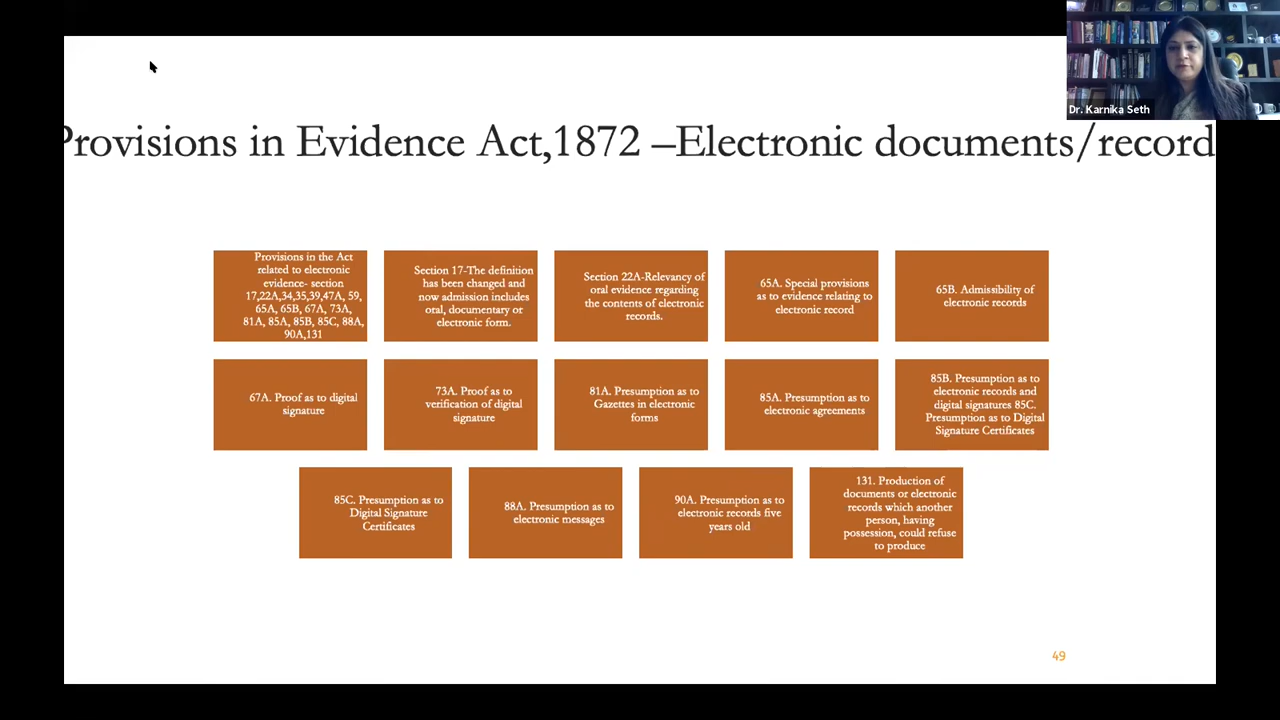 Dr. Karnika Seth
Provisions in Evidence Act,1872 –Electronic documents/record
Provisions in the Act
related to electronic
evidence- section
17,22A,34,35,39,47A, 59,
65A, 65B, 67A, 73A,
81A, 85A, 85B, 85C, 88A,
90A,131
Section 17-The definition
has been changed and
now admission includes
oral, documentary or
electronic form.
Section 22A-Relevancy of
oral evidence regarding
the contents of electronic
records.
65A. Special provisions
as to evidence relating to
electronic record
65B. Admissibility of
electronic records
67A. Proof as to digital
signature
73A. Proof as to
verification of digital
signature
81A. Presumption as to
Gazettes in electronic
forms
85A. Presumption as to
electronic agreements
85B. Presumption as to
electronic records and
digital signatures 85C.
Presumption as to Digital
Signature Certificates
85C. Presumption as to
Digital Signature
Certificates
88A. Presumption as to
electronic messages
90A. Presumption as to
electronic records five
years old
131. Production of
documents or electronic
records which another
person, having
possession, could refuse
to produce
49